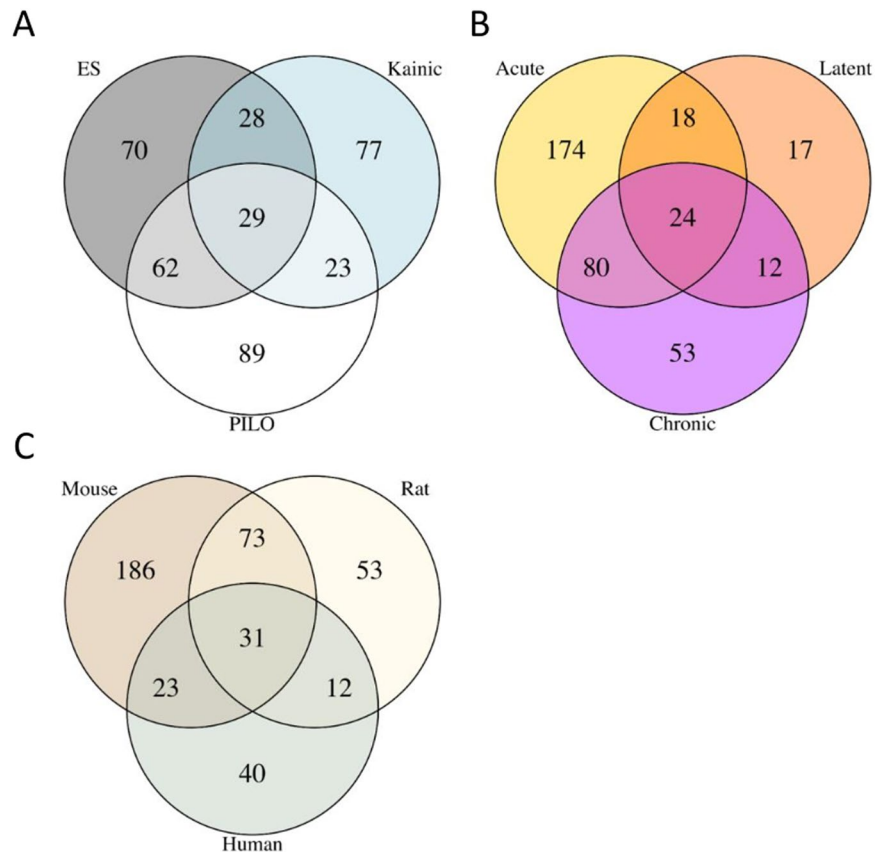 A
ES
Kainic
28
70
77
29
62
23
89
PILO
B
Acute
Latent
18
174
17
24
80
12
53
Chronic
C
Mouse
Rat
73
186
53
31
23
12
40
Human